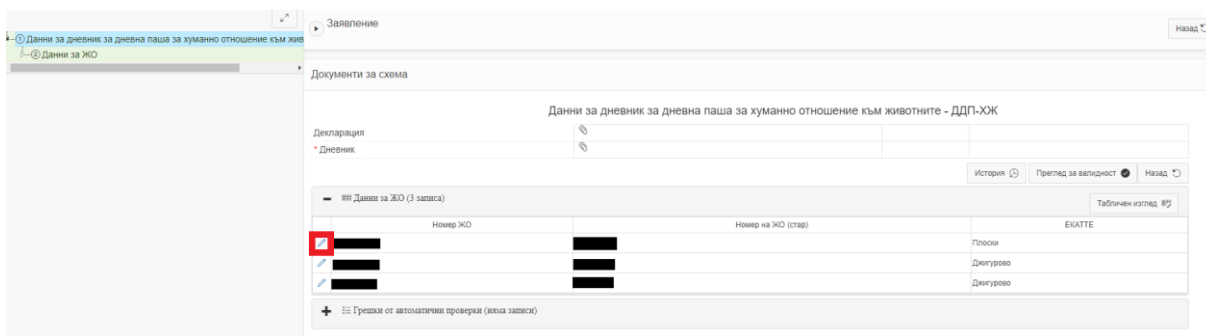 ① Данни за дневник за дневна паша за хуманно отношение към жив
② Данни за ЖО
Заявление
Назад
Документи за схема
Данни за дневник за дневна паша за хуманно отношение към животните - ДДП-ХЖ
Декларация
* Дневник
История Преглед за валидност Назад
Данни за ЖО (3 записа)
Табличен изглед
Номер ЖО Номер на ЖО (стар) ЕКАТТЕ
Плоски
Джигурово
Джигурово
Грешки от автоматични проверки (няма записи)